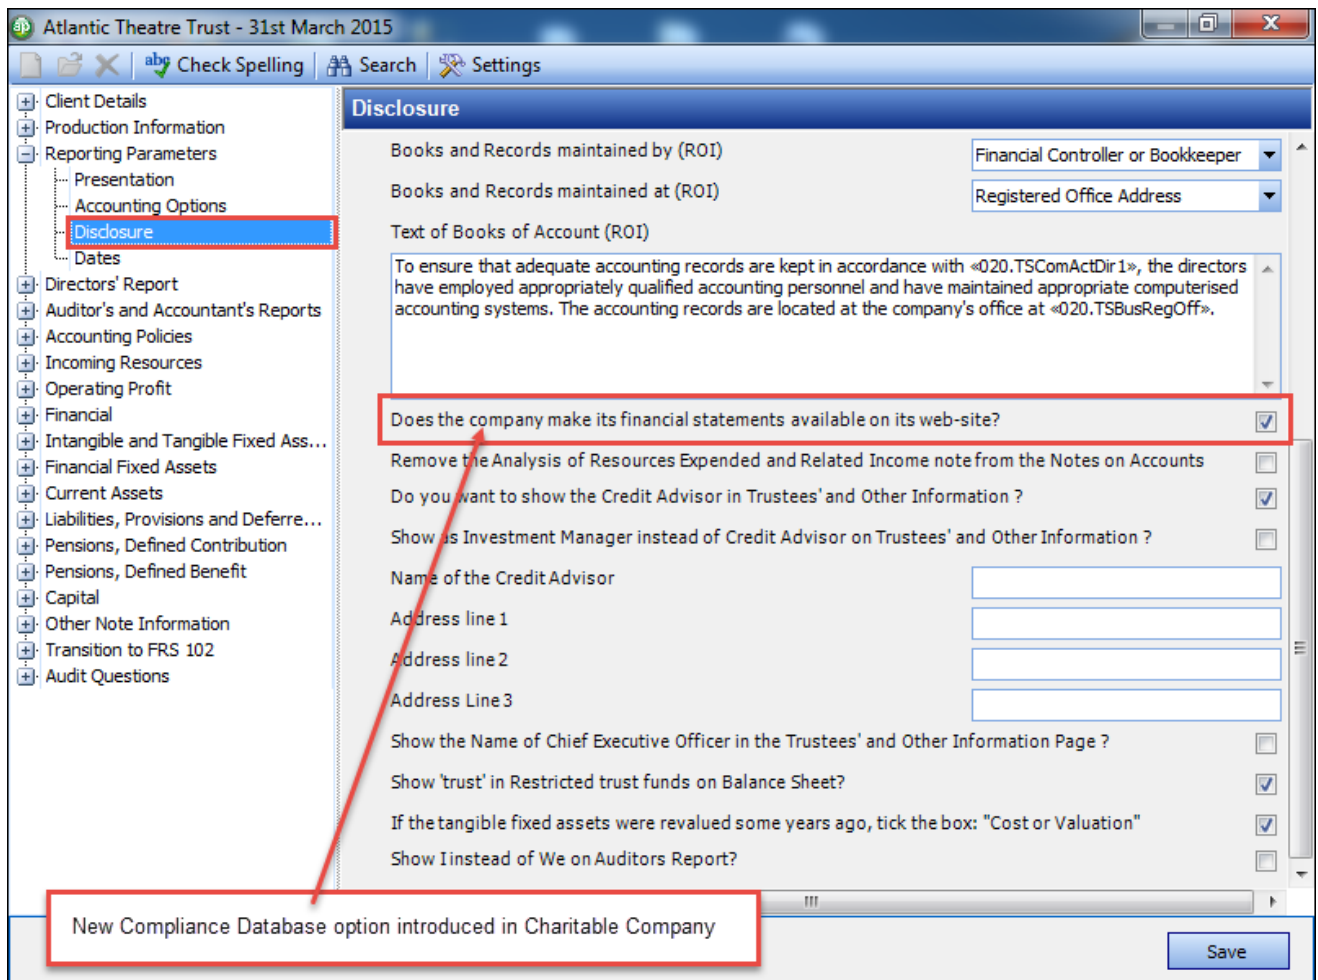 Atlantic Theatre Trust - 31st March 2015
Check Spelling Search Settings
Client Details
Production Information
Reporting Parameters
Presentation
Accounting Options
Disclosure
Dates
Directors' Report
Auditor's and Accountant's Reports
Accounting Policies
Incoming Resources
Operating Profit
Financial
Intangible and Tangible Fixed Ass...
Financial Fixed Assets
Current Assets
Liabilities, Provisions and Deferre...
Pensions, Defined Contribution
Pensions, Defined Benefit
Capital
Other Note Information
Transition to FRS 102
Audit Questions
Disclosure
Books and Records maintained by (ROI) Financial Controller or Bookkeeper
Books and Records maintained at (ROI) Registered Office Address
Text of Books of Account (ROI)
To ensure that adequate accounting records are kept in accordance with «020.TSComActDir1», the directors
have employed appropriately qualified accounting personnel and have maintained appropriate computerised
accounting systems. The accounting records are located at the company's office at «020.TSBusRegOff».
Does the company make its financial statements available on its web-site?
Remove the Analysis of Resources Expended and Related Income note from the Notes on Accounts
Do you want to show the Credit Advisor in Trustees' and Other Information ?
Show as Investment Manager instead of Credit Advisor on Trustees' and Other Information ?
Name of the Credit Advisor
Address line 1
Address line 2
Address Line 3
Show the Name of Chief Executive Officer in the Trustees' and Other Information Page ?
Show 'trust' in Restricted trust funds on Balance Sheet?
If the tangible fixed assets were revalued some years ago, tick the box: "Cost or Valuation"
Show I instead of We on Auditors Report?
New Compliance Database option introduced in Charitable Company
Save